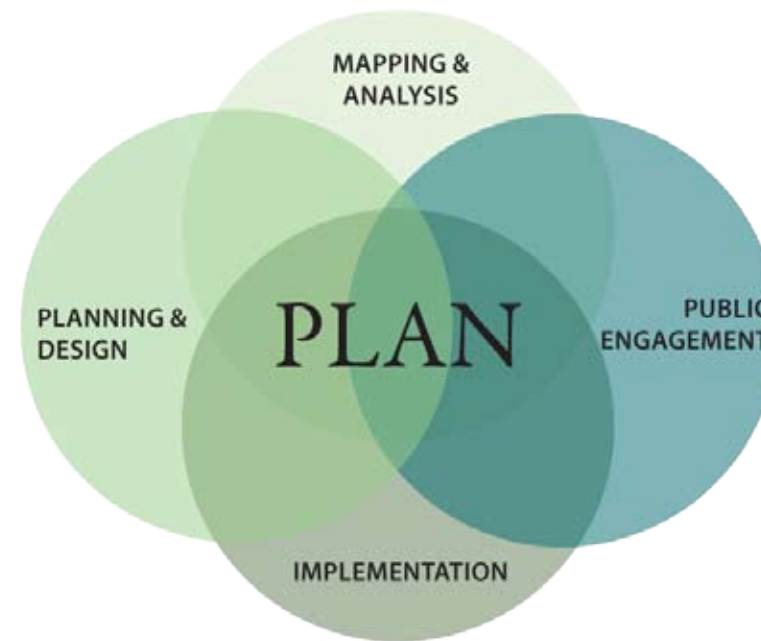 MAPPING &
ANALYSIS
PLANNING &
DESIGN
PLAN
PUBLIC
ENGAGEMENT
IMPLEMENTATION